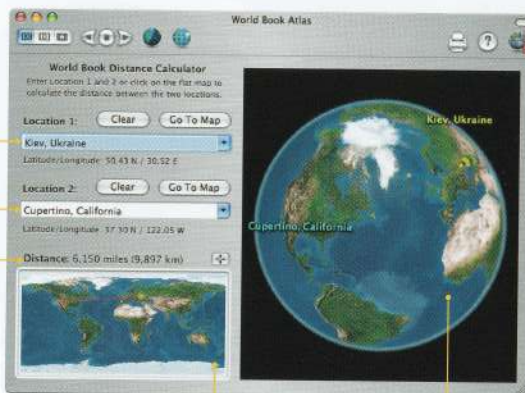 World Book Atlas
World Book Distance Calculator
Enter Location 1 and 2 or click on the flat map to
calculate the distance between the two locations.
Location 1:
Clear
Go To Map
Kiev, Ukraine
Latitude/Longitude 50.43 N / 30.52 E
Location 2:
Clear
Go To Map
Cupertino, California
Latitude/Longitude 37.30 N / 122.05 W
Distance: 6,150 miles (9,897 km)
Kiev, Ukraine
Cupertino, California
?